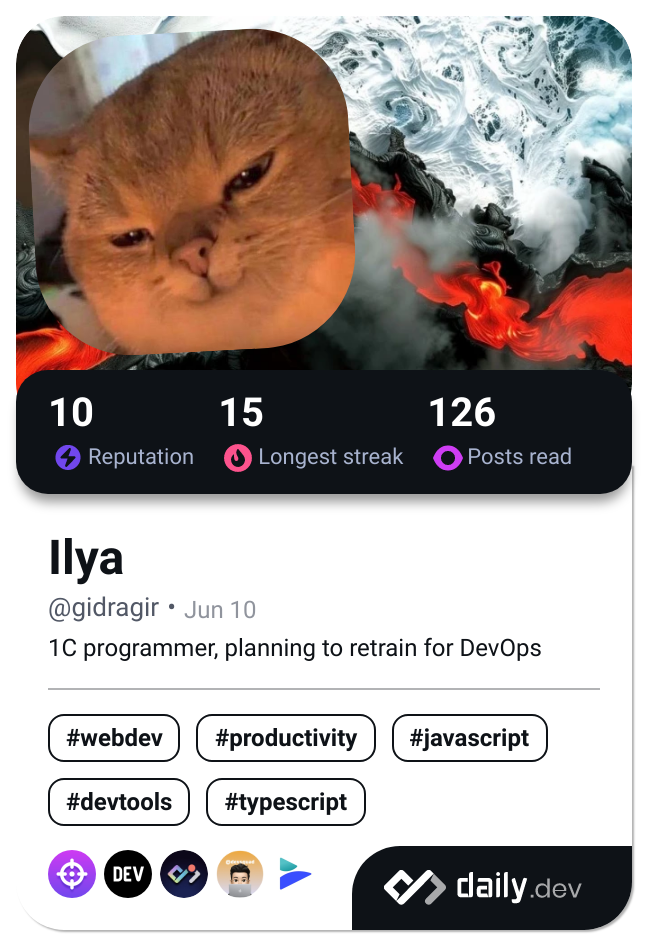 10 15 126
Reputation Longest streak Posts read
Ilya
@gidragir • Jun 10
1C programmer, planning to retrain for DevOps
#webdev #productivity #javascript
#devtools #typescript
DEV
daily.dev